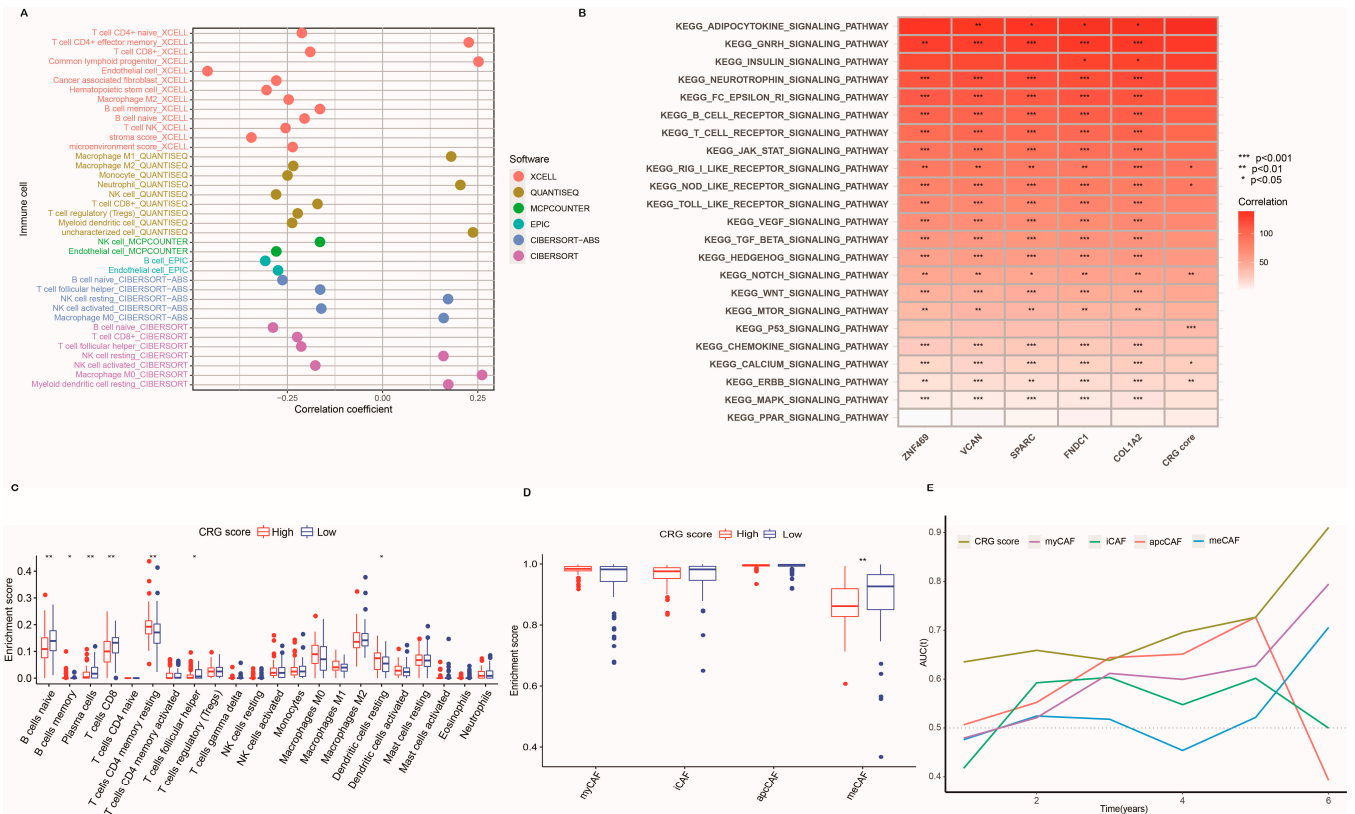 A
Immune cell
T cell CD4+ naive_XCELL
T cell CD4+ effector memory_XCELL
T cell CD8+_XCELL
Common lymphoid progenitor_XCELL
Endothelial cell_XCELL
Cancer associated fibroblast_XCELL
Hematopoietic stem cell_XCELL
Macrophage M2_XCELL
B cell memory_XCELL
B cell naive_XCELL
T cell NK_XCELL
stroma score_XCELL
microenvironment score_XCELL
Macrophage M1_QUANTISEQ
Macrophage M2_QUANTISEQ
Monocyte_QUANTISEQ
Neutrophil_QUANTISEQ
NK cell_QUANTISEQ
T cell CD8+_QUANTISEQ
T cell regulatory (Tregs)_QUANTISEQ
Myeloid dendritic cell_QUANTISEQ
uncharacterized cell_QUANTISEQ
NK cell_MCPCOUNTER
Endothelial cell_MCPCOUNTER
B cell_EPIC
Endothelial cell_EPIC
B cell naive_CIBERSORT−ABS
T cell follicular helper_CIBERSORT−ABS
NK cell resting_CIBERSORT−ABS
NK cell activated_CIBERSORT−ABS
Macrophage M0_CIBERSORT−ABS
B cell naive_CIBERSORT
T cell CD8+_CIBERSORT
T cell follicular helper_CIBERSORT
NK cell resting_CIBERSORT
NK cell activated_CIBERSORT
Macrophage M0_CIBERSORT
Myeloid dendritic cell resting_CIBERSORT
−0.25 0.00 0.25
Correlation coefficient
Software
XCELL
QUANTISEQ
MCPCOUNTER
EPIC
CIBERSORT−ABS
CIBERSORT
B
KEGG_ADIPOCYTOKINE_SIGNALING_PATHWAY ** * * *
KEGG_GNRH_SIGNALING_PATHWAY ** *** *** *** ***
KEGG_INSULIN_SIGNALING_PATHWAY * *
KEGG_NEUROTROPHIN_SIGNALING_PATHWAY *** *** *** *** ***
KEGG_FC_EPSILON_RI_SIGNALING_PATHWAY *** *** *** *** ***
KEGG_B_CELL_RECEPTOR_SIGNALING_PATHWAY *** *** *** *** ***
KEGG_T_CELL_RECEPTOR_SIGNALING_PATHWAY *** *** *** *** ***
KEGG_JAK_STAT_SIGNALING_PATHWAY *** *** *** *** ***
KEGG_RIG_I_LIKE_RECEPTOR_SIGNALING_PATHWAY ** ** ** ** *** *
KEGG_NOD_LIKE_RECEPTOR_SIGNALING_PATHWAY *** *** *** *** *** *
KEGG_TOLL_LIKE_RECEPTOR_SIGNALING_PATHWAY *** *** *** *** ***
KEGG_VEGF_SIGNALING_PATHWAY *** *** *** *** ***
KEGG_TGF_BETA_SIGNALING_PATHWAY *** *** *** *** ***
KEGG_HEDGEHOG_SIGNALING_PATHWAY *** *** *** *** ***
KEGG_NOTCH_SIGNALING_PATHWAY ** ** * ** ** **
KEGG_WNT_SIGNALING_PATHWAY *** *** *** *** ***
KEGG_MTOR_SIGNALING_PATHWAY ** ** ** ** **
KEGG_P53_SIGNALING_PATHWAY ***
KEGG_CHEMOKINE_SIGNALING_PATHWAY *** *** *** *** ***
KEGG_CALCIUM_SIGNALING_PATHWAY *** *** *** *** *** *
KEGG_ERBB_SIGNALING_PATHWAY ** *** ** *** *** **
KEGG_MAPK_SIGNALING_PATHWAY *** *** *** *** ***
KEGG_PPAR_SIGNALING_PATHWAY
ZNF469 VCAN SPARC FNDC1 COL1A2 CRG core
*** p<0.001
** p<0.01
* p<0.05
Correlation
100
50
C
CRG score High Low
** * ** ** ** * *
Enrichment score
0.4
0.3
0.2
0.1
0.0
B cells naive
B cells memory
Plasma cells
T cells CD8
T cells CD4 naive
T cells CD4 memory resting
T cells CD4 memory activated
T cells follicular helper
T cells regulatory (Tregs)
T cells gamma delta
NK cells resting
NK cells activated
Monocytes
Macrophages M0
Macrophages M1
Macrophages M2
Dendritic cells resting
Dendritic cells activated
Mast cells resting
Mast cells activated
Eosinophils
Neutrophils
D
CRG score High Low
**
Enrichment score
1.0
0.8
0.6
0.4
myCAF iCAF apcCAF meCAF
E
CRG score myCAF iCAF apcCAF meCAF
AUC(t)
0.9
0.8
0.7
0.6
0.5
0.4
2 4 6
Time(years)